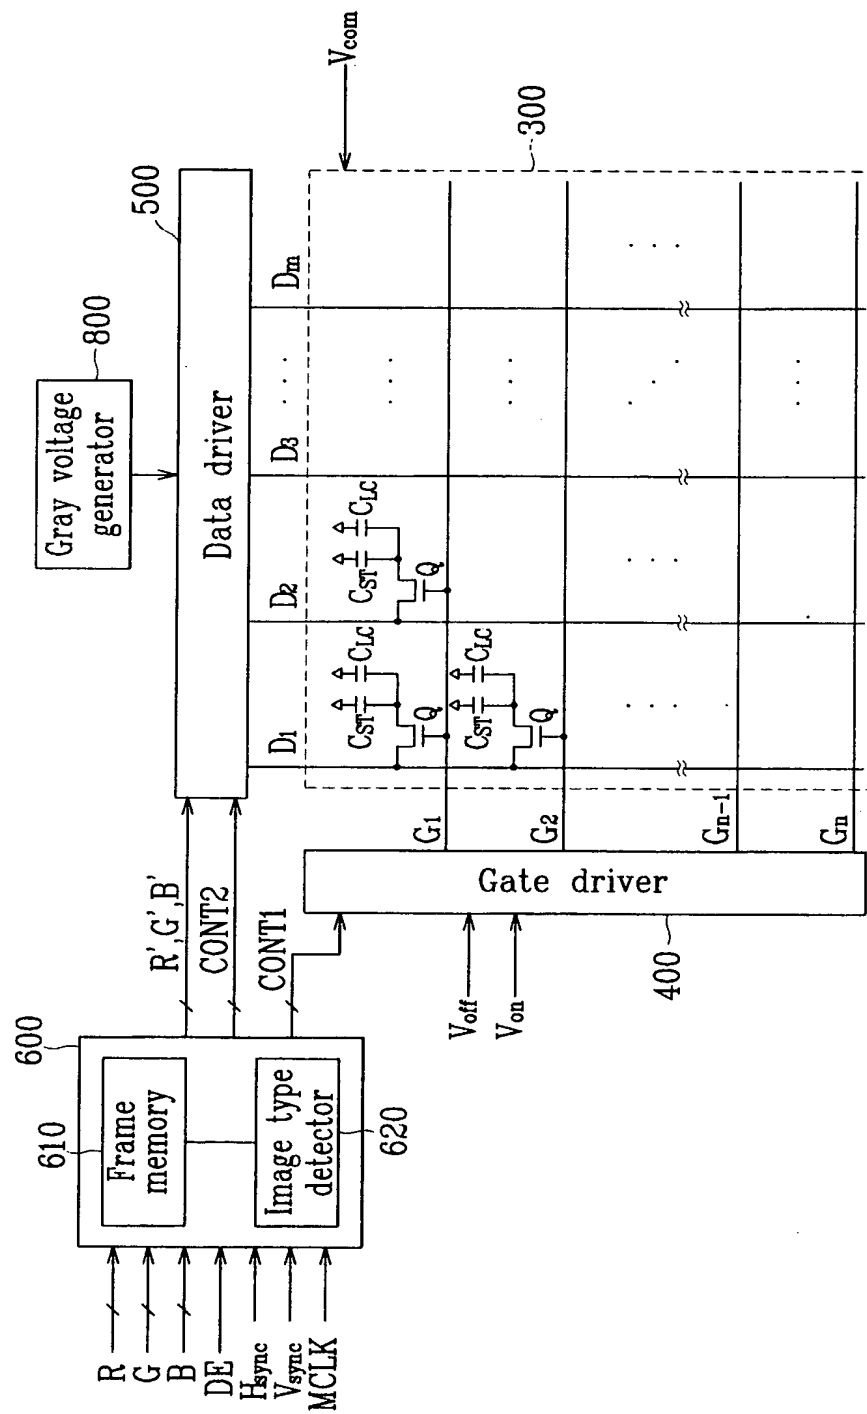 Gray voltage
generator
800
500
Data driver
R',G',B'
CONT2
CONT1
600
610
Frame
memory
Image type
detector
620
R
G
B
DE
Hsync
Vsync
MCLK
D1
D2
D3
. . .
Dm
Vcom
300
CST
CLC
Q
CST
CLC
Q
CST
CLC
Q
G1
G2
Gn-1
Gn
Gate driver
400
Voff
Von